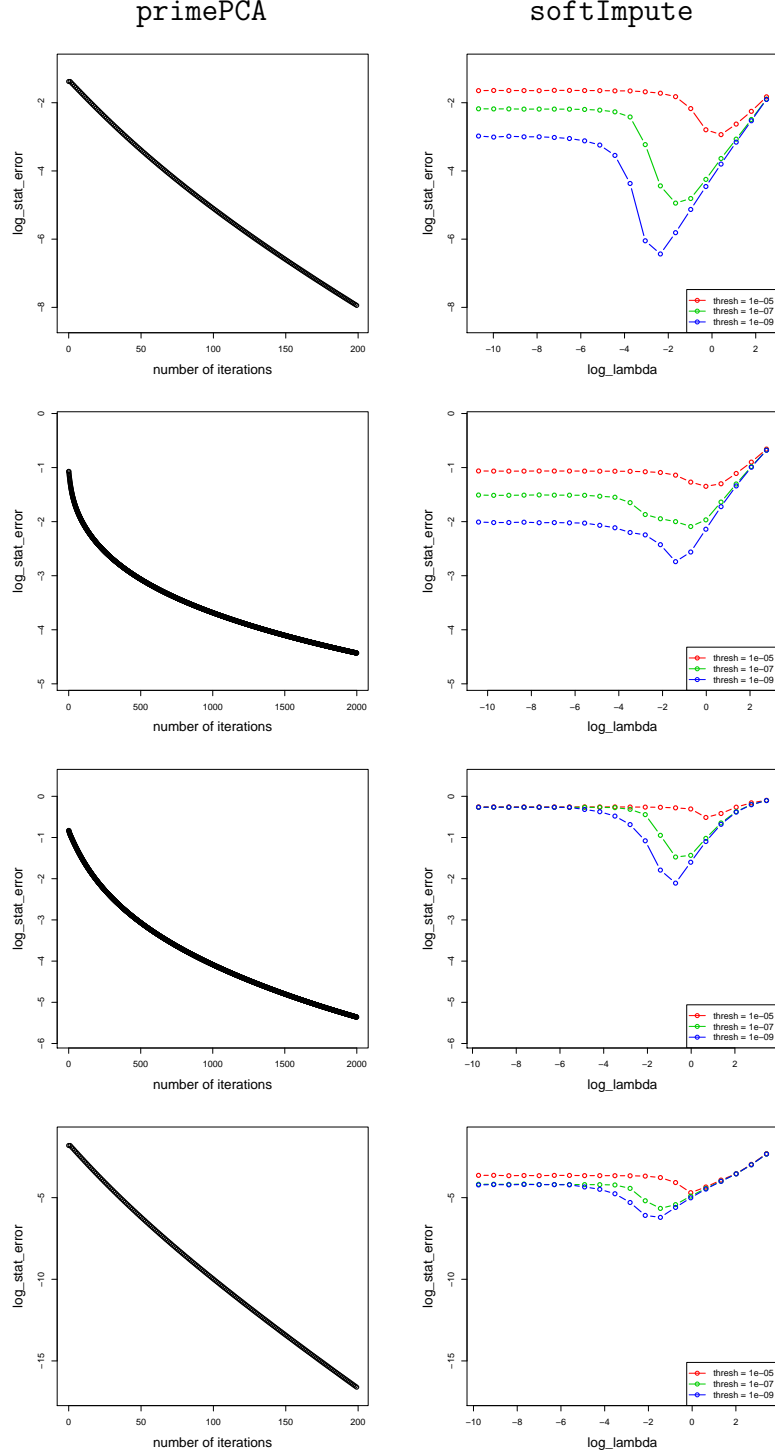 primePCA
softImpute
log_stat_error
−2
−4
−6
−8
0
50
100
150
200
number of iterations
log_stat_error
−2
−4
−6
−8
thresh = 1e−05
thresh = 1e−07
thresh = 1e−09
−10
−8
−6
−4
−2
0
2
log_lambda
log_stat_error
0
−1
−2
−3
−4
−5
0
500
1000
1500
2000
number of iterations
log_stat_error
0
−1
−2
−3
−4
−5
thresh = 1e−05
thresh = 1e−07
thresh = 1e−09
−10
−8
−6
−4
−2
0
2
log_lambda
log_stat_error
0
−1
−2
−3
−4
−5
−6
0
500
1000
1500
2000
number of iterations
log_stat_error
0
−1
−2
−3
−4
−5
−6
thresh = 1e−05
thresh = 1e−07
thresh = 1e−09
−10
−8
−6
−4
−2
0
2
log_lambda
log_stat_error
−5
−10
−15
0
50
100
150
200
number of iterations
log_stat_error
−5
−10
−15
thresh = 1e−05
thresh = 1e−07
thresh = 1e−09
−10
−8
−6
−4
−2
0
2
log_lambda